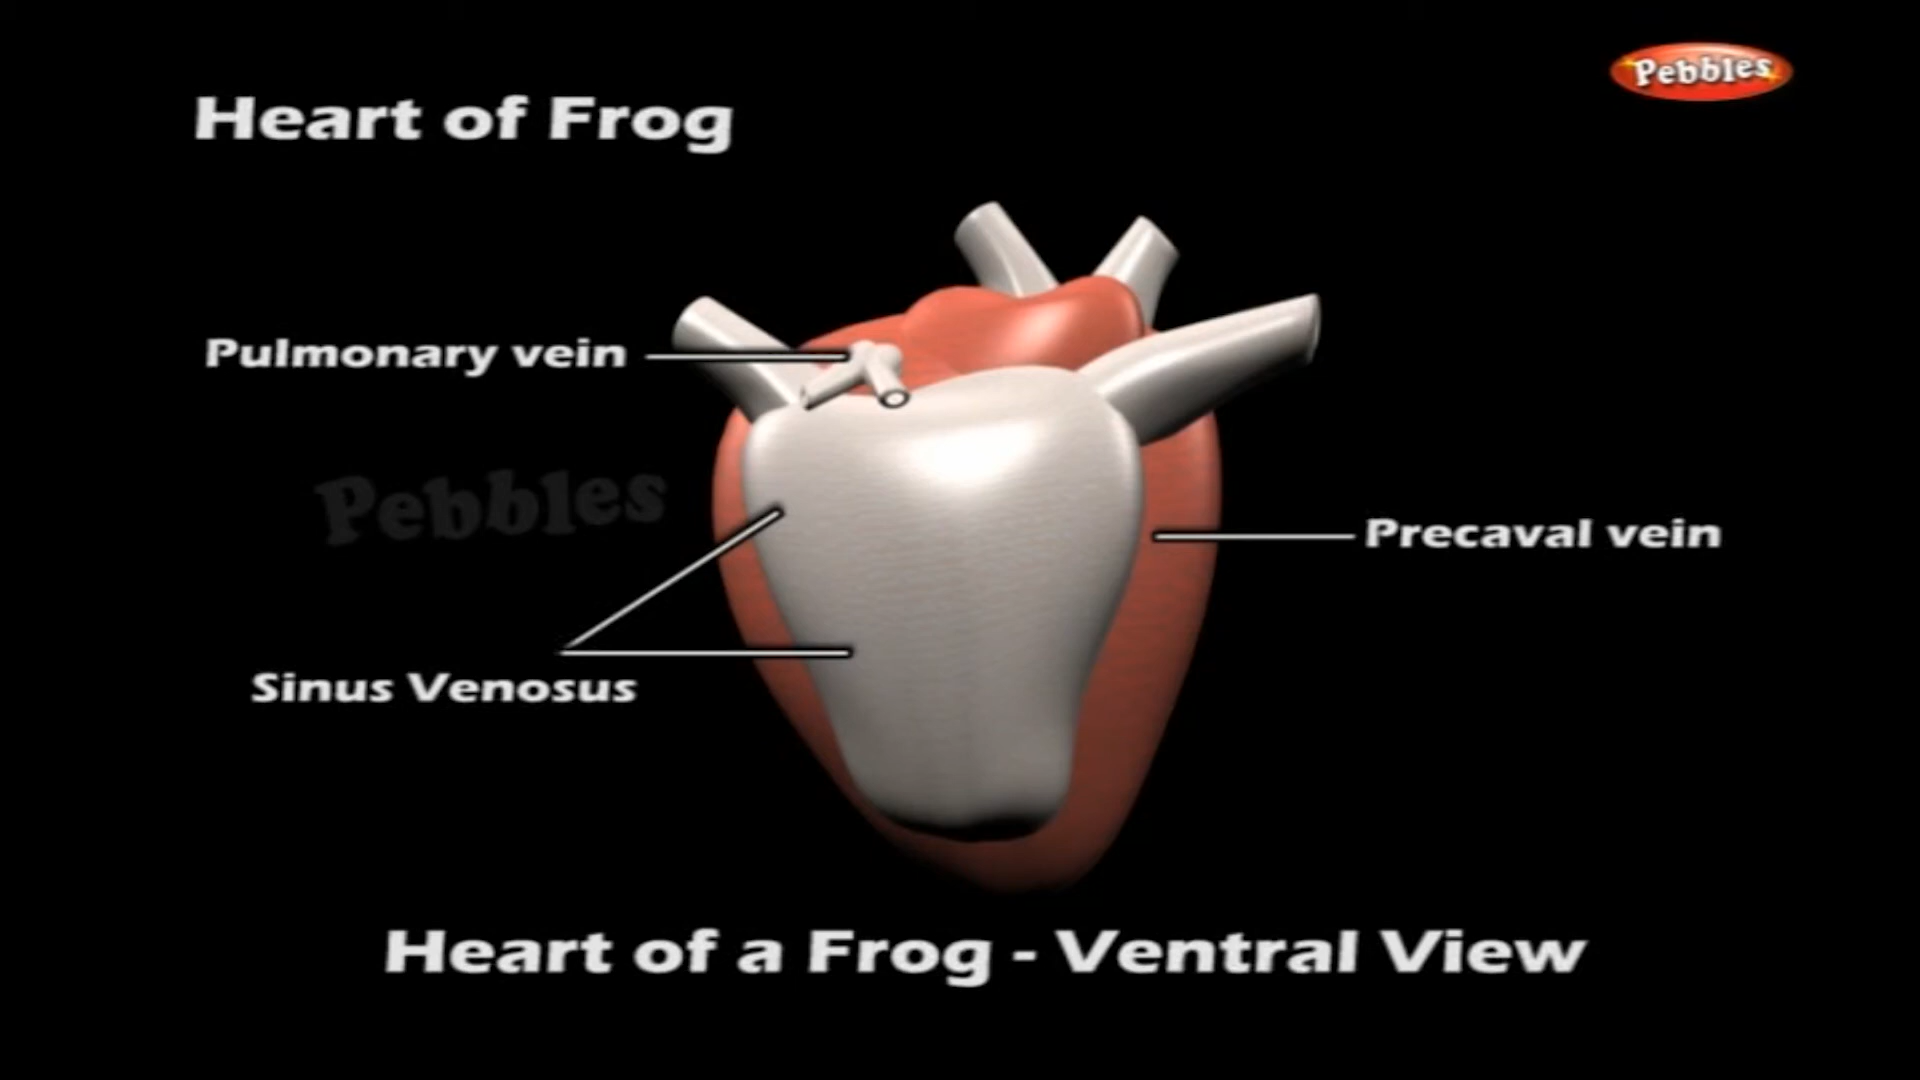 Pebbles
Heart of Frog
Pulmonary vein
Pebbles
Precaval vein
Sinus Venosus
Heart of a Frog - Ventral View